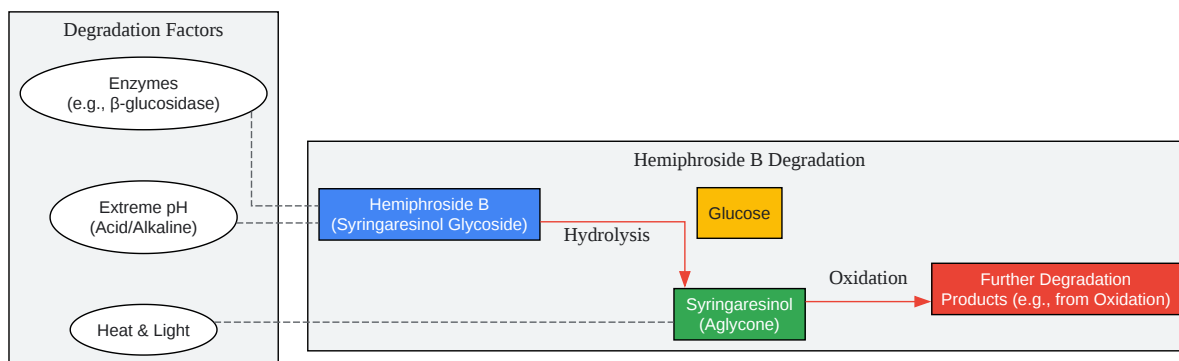 Degradation Factors
Enzymes
(e.g., β-glucosidase)
Extreme pH
(Acid/Alkaline)
Heat & Light
Hemiphroside B Degradation
Hemiphroside B
(Syringaresinol Glycoside)
Hydrolysis
Glucose
Syringaresinol
(Aglycone)
Oxidation
Further Degradation
Products (e.g., from Oxidation)